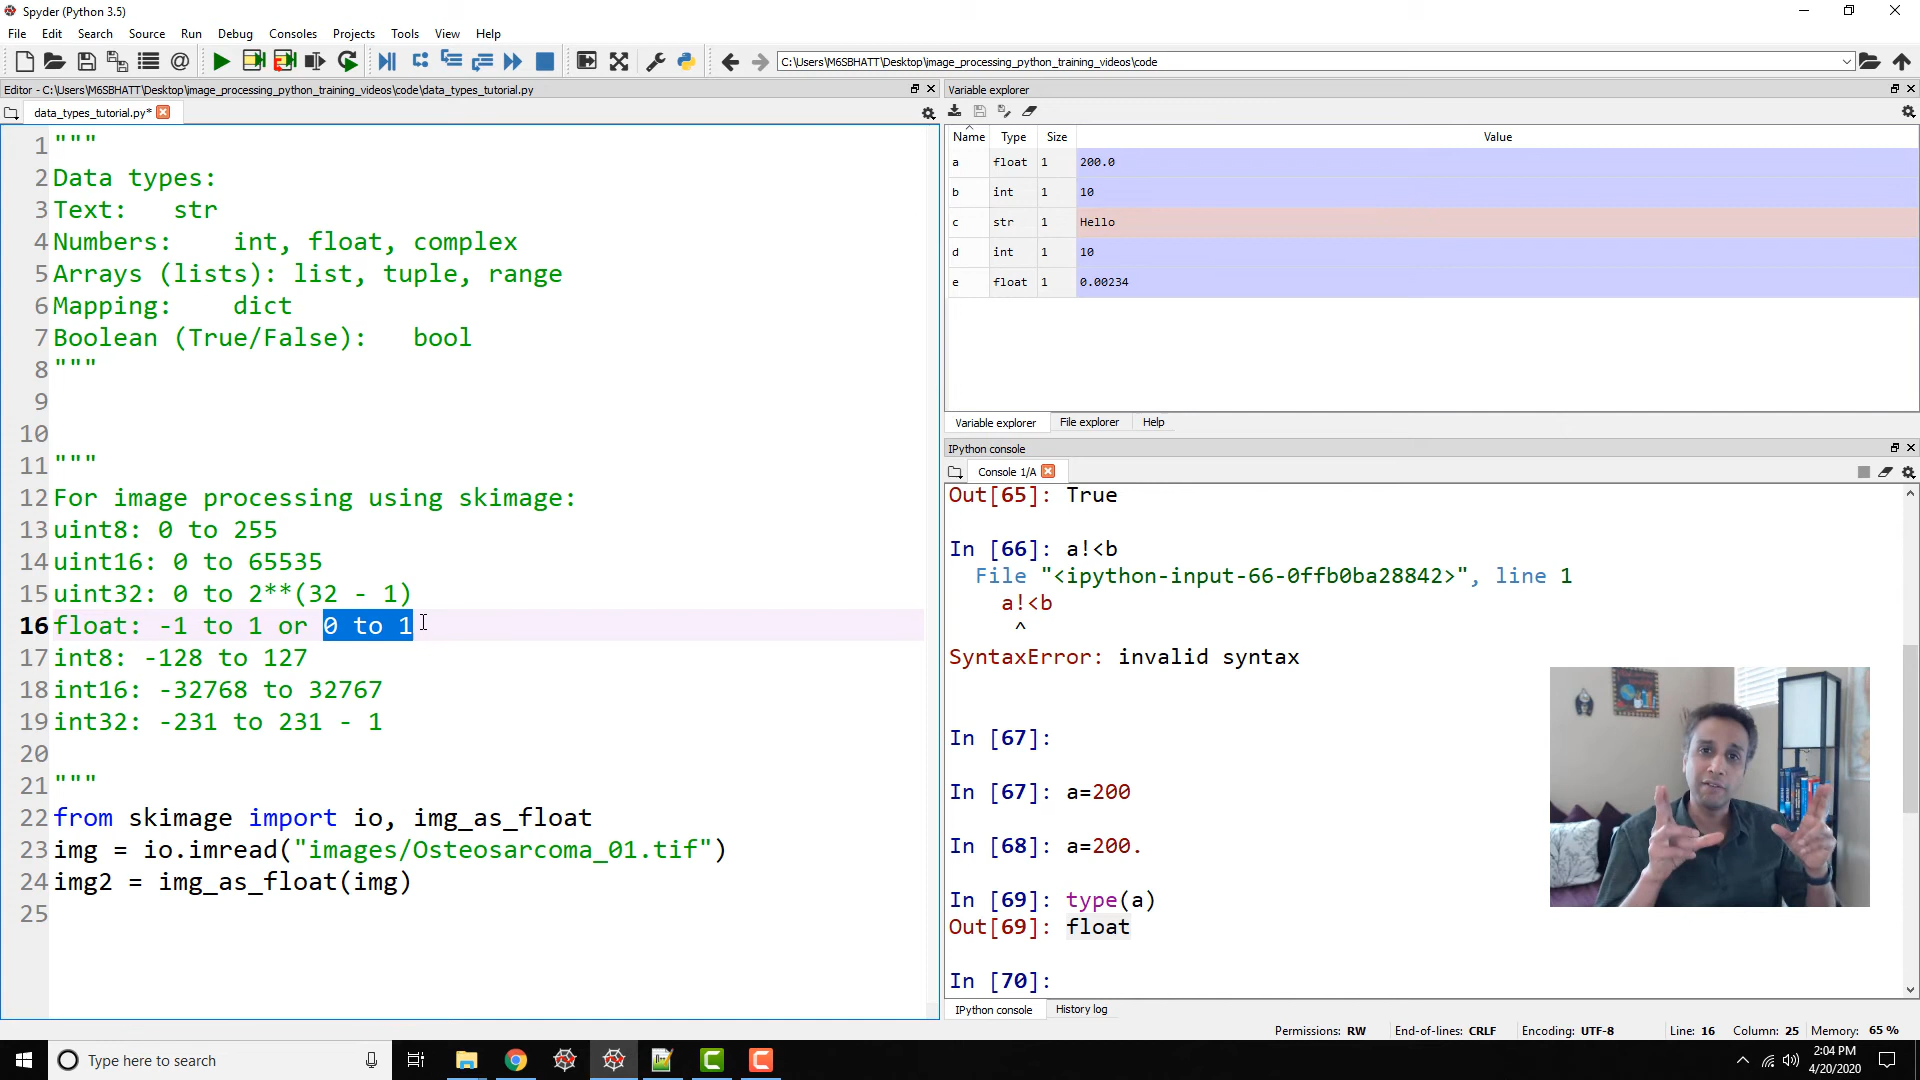 Spyder (Python 3.5)
File Edit Search Source Run Debug Consoles Projects Tools View Help
C:\Users\M6SBHATT\Desktop\image_processing_python_training_videos\code
Editor - C:\Users\M6SBHATT\Desktop\image_processing_python_training_videos\code\data_types_tutorial.py
data_types_tutorial.py*
1 """
2 Data types:
3 Text: str
4 Numbers: int, float, complex
5 Arrays (lists): list, tuple, range
6 Mapping: dict
7 Boolean (True/False): bool
8 """
9
10
11 """
12 For image processing using skimage:
13 uint8: 0 to 255
14 uint16: 0 to 65535
15 uint32: 0 to 2**(32 - 1)
16 float: -1 to 1 or 0 to 1
17 int8: -128 to 127
18 int16: -32768 to 32767
19 int32: -231 to 231 - 1
20
21 """
22 from skimage import io, img_as_float
23 img = io.imread("images/Osteosarcoma_01.tif")
24 img2 = img_as_float(img)
25
Variable explorer
Name Type Size Value
a float 1 200.0
b int 1 10
c str 1 Hello
d int 1 10
e float 1 0.00234
Variable explorer File explorer Help
IPython console
Console 1/A
Out[65]: True
In [66]: a!<b
File "<ipython-input-66-0ffb0ba28842>", line 1
a!<b
^
SyntaxError: invalid syntax
In [67]:
In [67]: a=200
In [68]: a=200.
In [69]: type(a)
Out[69]: float
In [70]:
IPython console History log
Permissions: RW End-of-lines: CRLF Encoding: UTF-8 Line: 16 Column: 25 Memory: 65 %
Type here to search
2:04 PM
4/20/2020